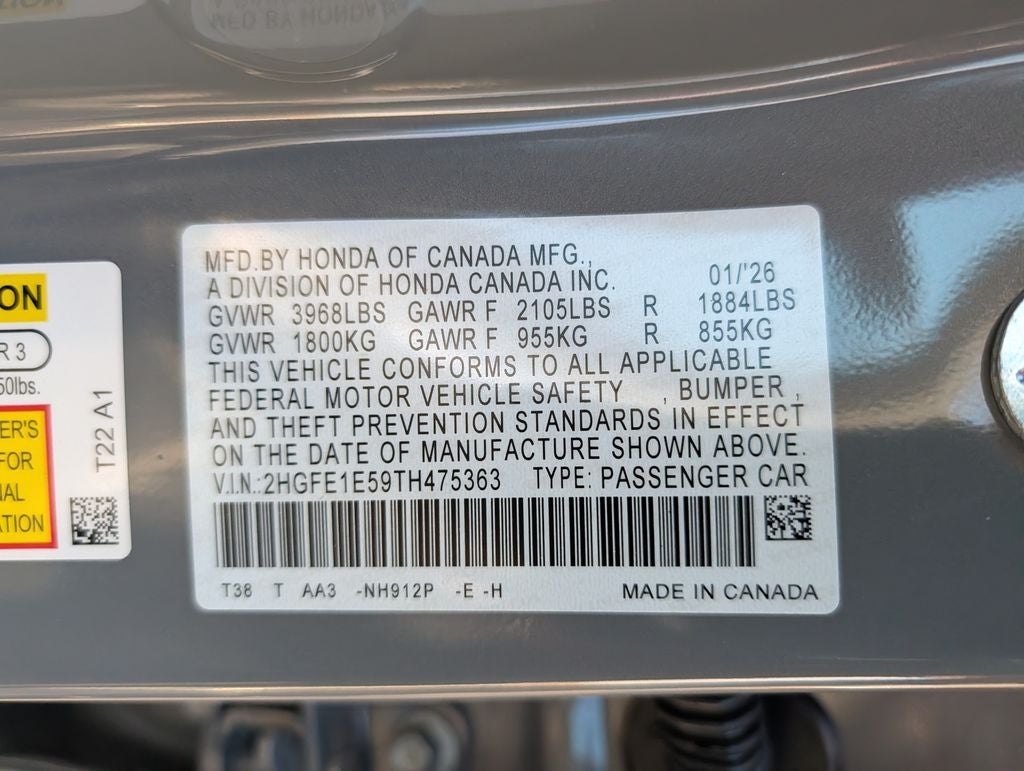 MFD.BY HONDA OF CANADA MFG.,
A DIVISION OF HONDA CANADA INC. 01/'26
GVWR 3968LBS GAWR F 2105LBS R 1884LBS
GVWR 1800KG GAWR F 955KG R 855KG
THIS VEHICLE CONFORMS TO ALL APPLICABLE
FEDERAL MOTOR VEHICLE SAFETY , BUMPER ,
AND THEFT PREVENTION STANDARDS IN EFFECT
ON THE DATE OF MANUFACTURE SHOWN ABOVE.
V.I.N.:2HGFE1E59TH475363 TYPE: PASSENGER CAR
T38 T AA3 -NH912P -E -H MADE IN CANADA
ON
R 3
50lbs.
ER'S
FOR
NAL
ATION
T22 A1